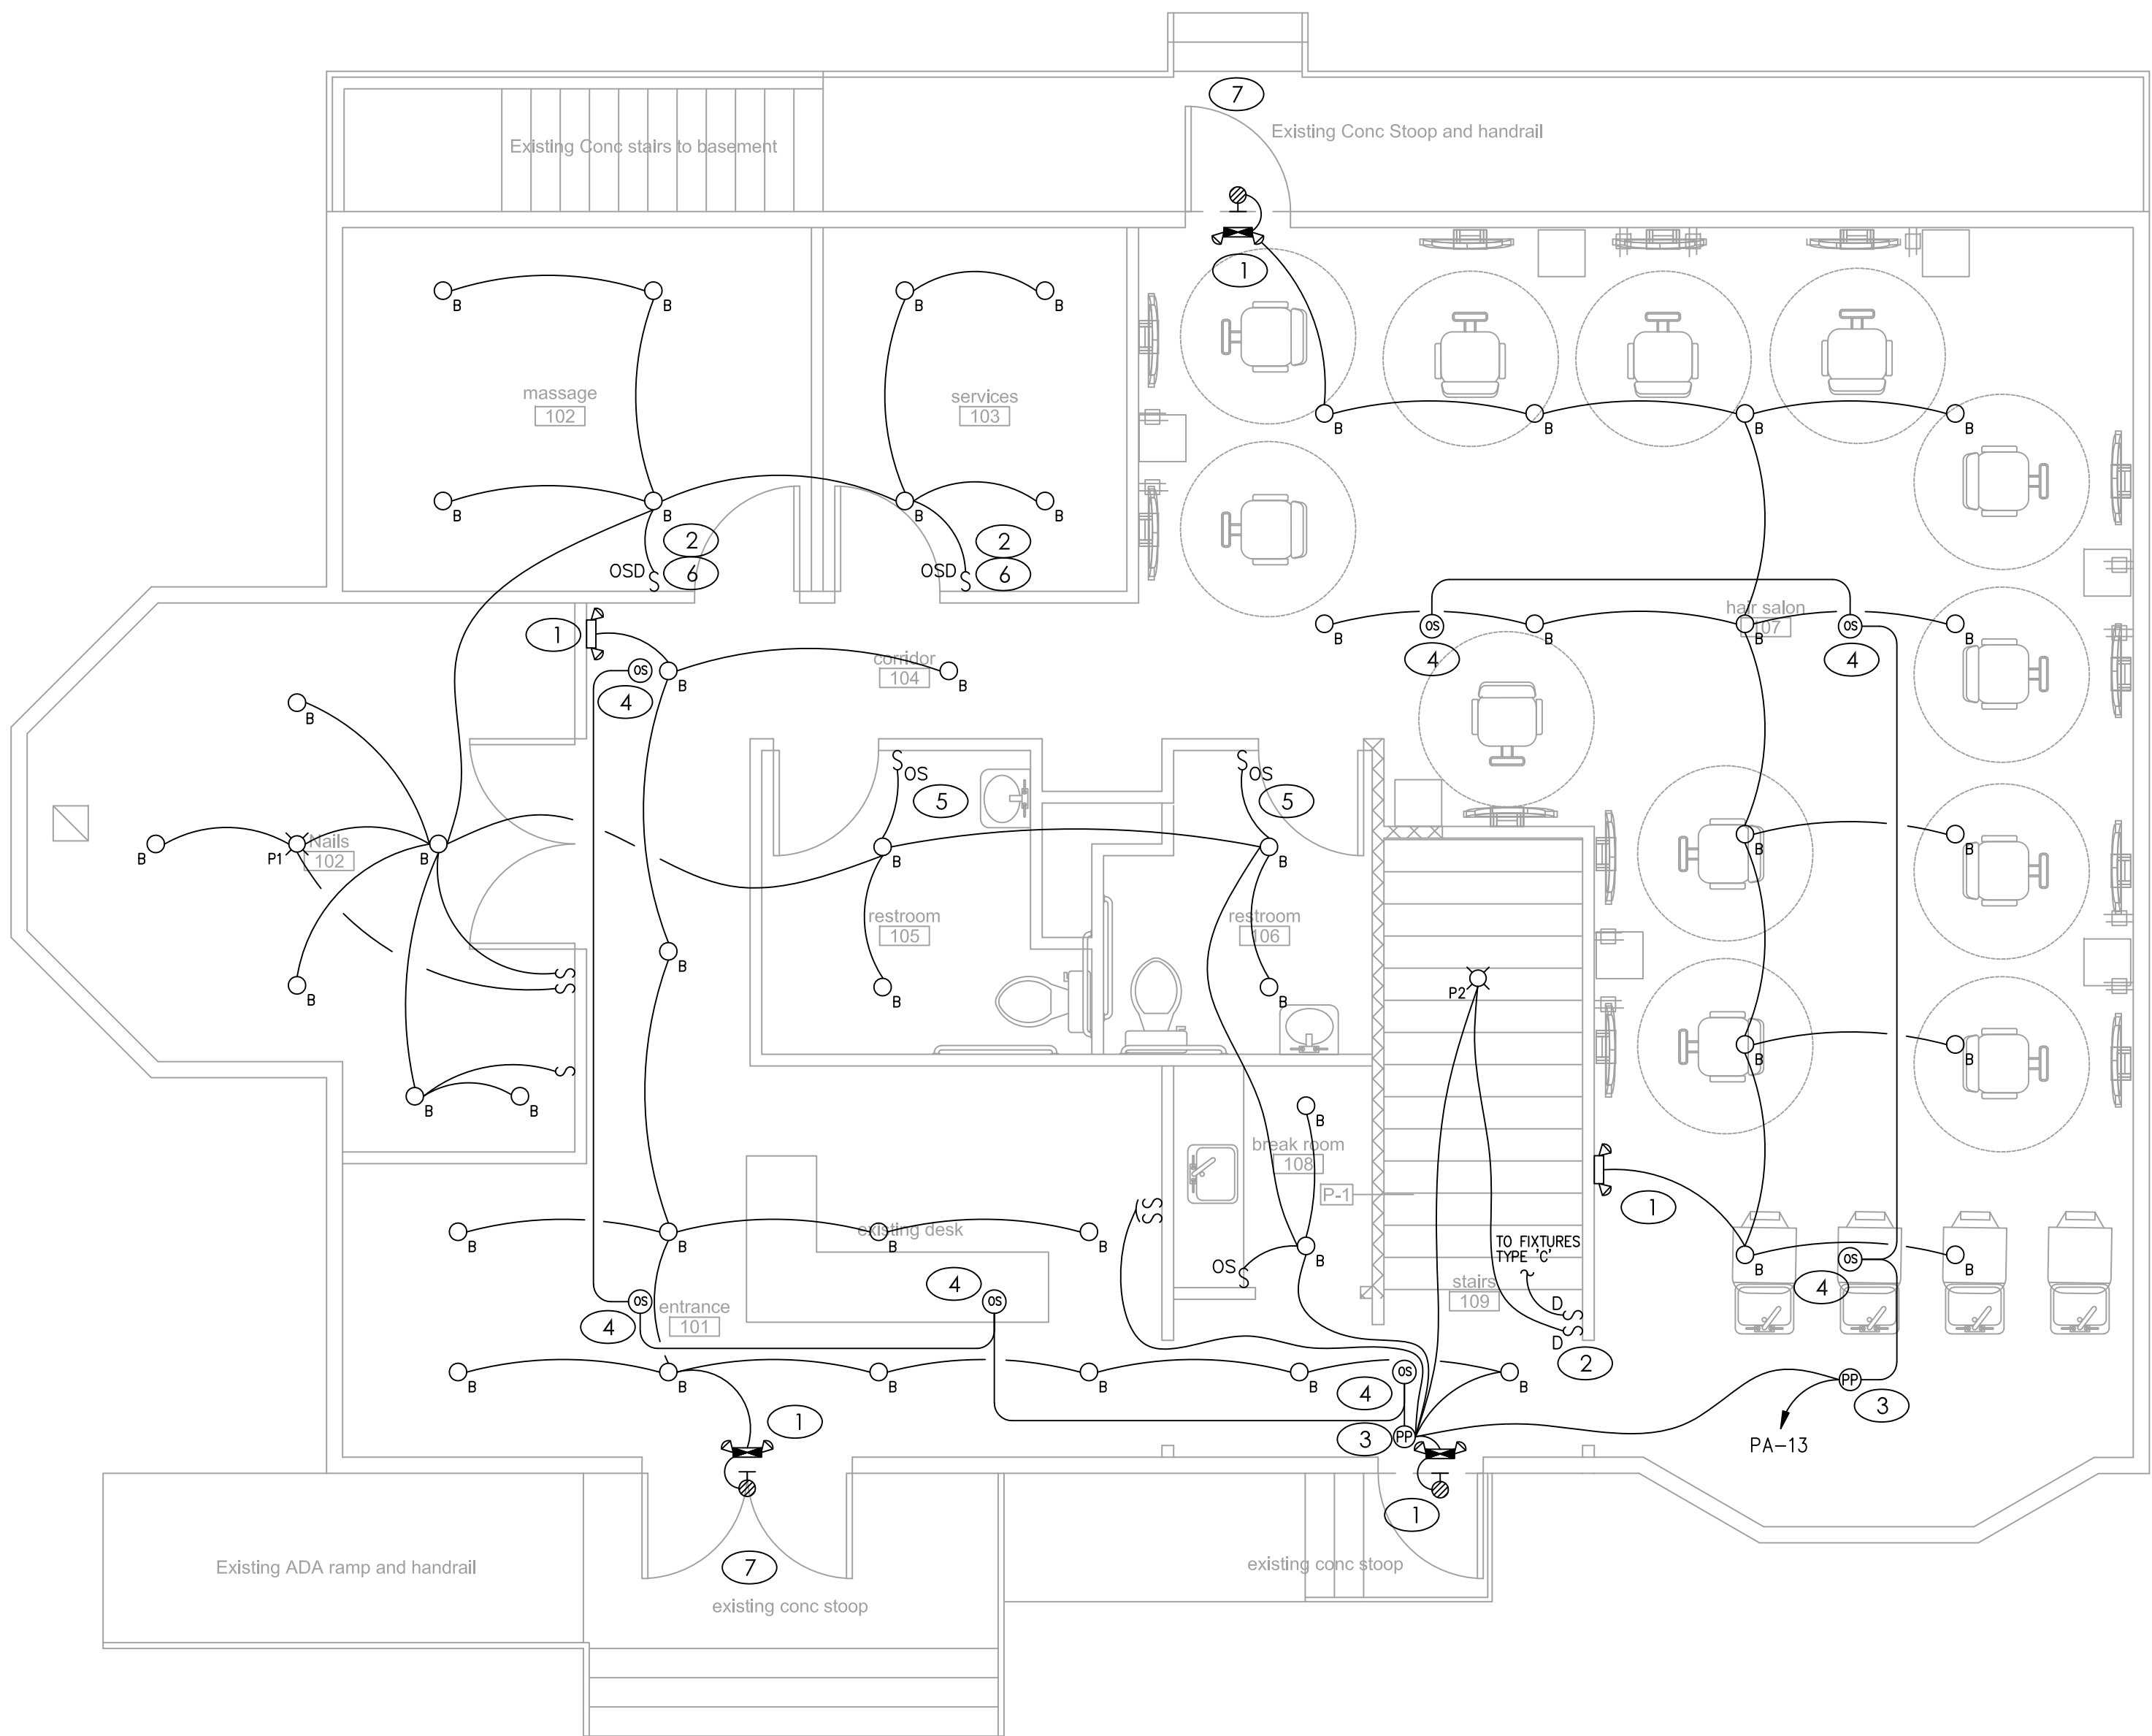 7
Existing Conc Stoop and handrail
Existing Conc stairs to basement
1
B
B
B
B
massage
102
services
103
B
B
B
B
B
B
B
B
2
2
OSD
6
OSD
6
1
OS
4
B
corridor
104
B
B
OS
B
hair salon
107
B
OS
B
4
4
B
S
OS
5
S
OS
5
B
P1
Nails
102
B
B
B
B
B
B
restroom
105
restroom
106
B
B
B
B
P2
B
B
S
S
S
B
B
B
break room
108
P-1
1
B
B
existing desk
B
B
SS
OS
S
B
TO FIXTURES
TYPE 'C'
stairs
109
D
S
S
D
2
B
OS
B
4
OS
4
entrance
101
4
OS
B
B
B
B
B
OS
4
B
PP
3
PP
3
PA-13
1
1
7
Existing ADA ramp and handrail
existing conc stoop
existing conc stoop